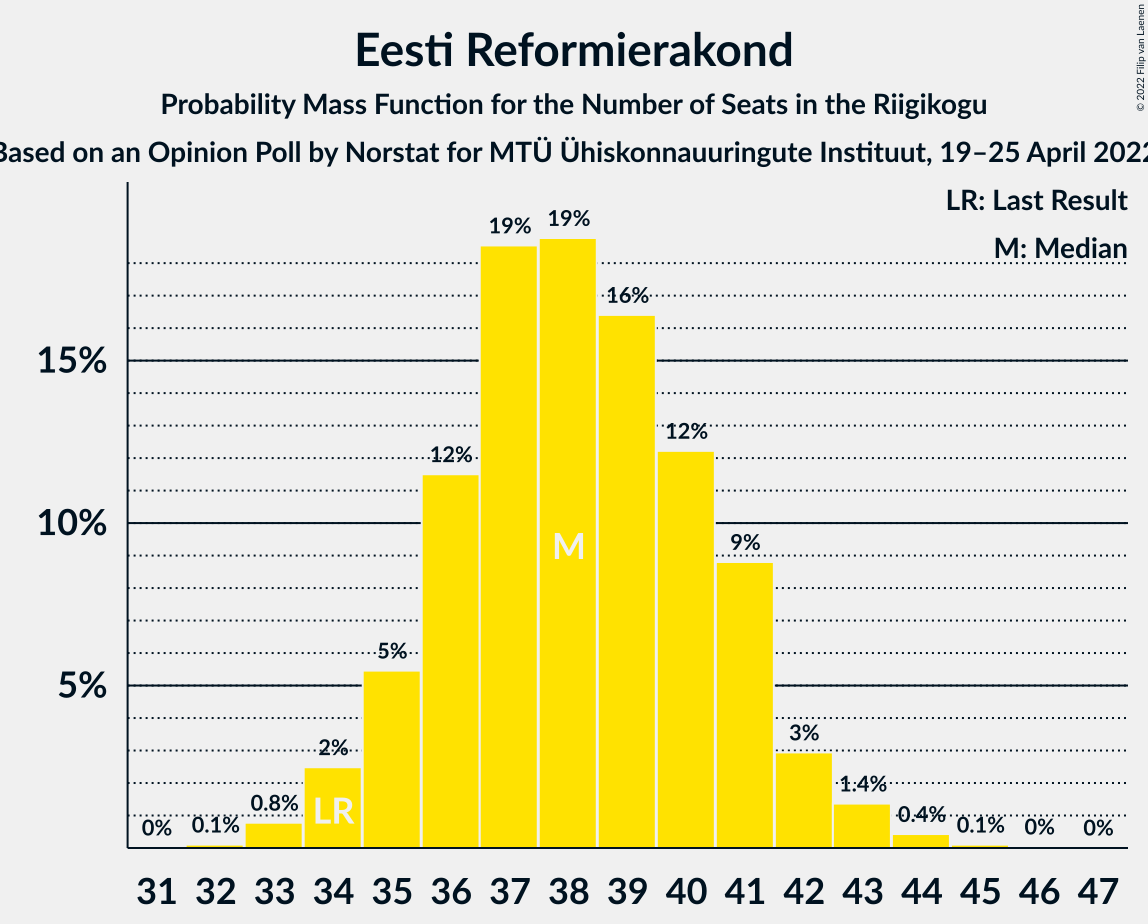 Eesti Reformierakond
Probability Mass Function for the Number of Seats in the Riigikogu
Based on an Opinion Poll by Norstat for MTÜ Ühiskonnauuringute Instituut, 19–25 April 2022
© 2022 Filip van Laenen
LR: Last Result
M: Median
15%
10%
5%
0% 0.1% 0.8% 2% 5% 12% 19% 19% 16% 12% 9% 3% 1.4% 0.4% 0.1% 0% 0%
LR
M
31 32 33 34 35 36 37 38 39 40 41 42 43 44 45 46 47